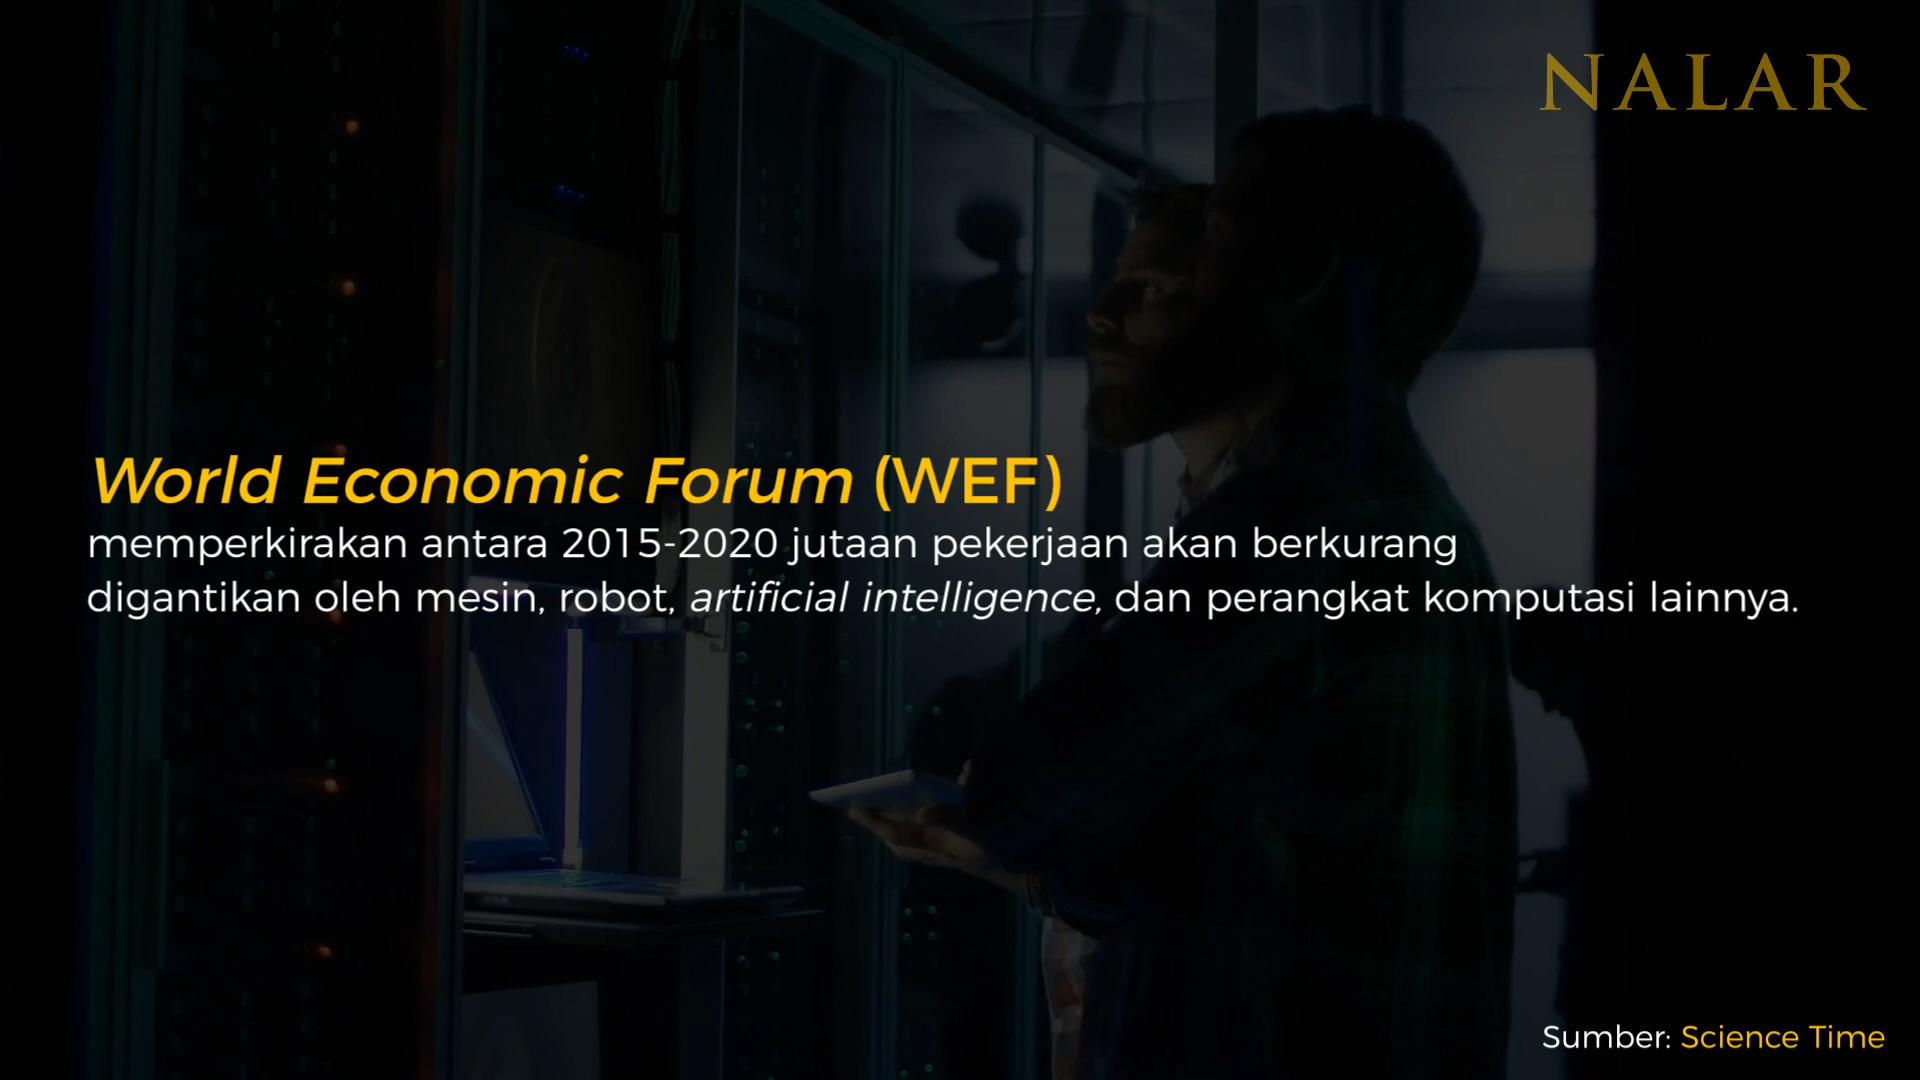 NALAR
World Economic Forum (WEF)
memperkirakan antara 2015-2020 jutaan pekerjaan akan berkurang
digantikan oleh mesin, robot, artificial intelligence, dan perangkat komputasi lainnya.
Sumber: Science Time